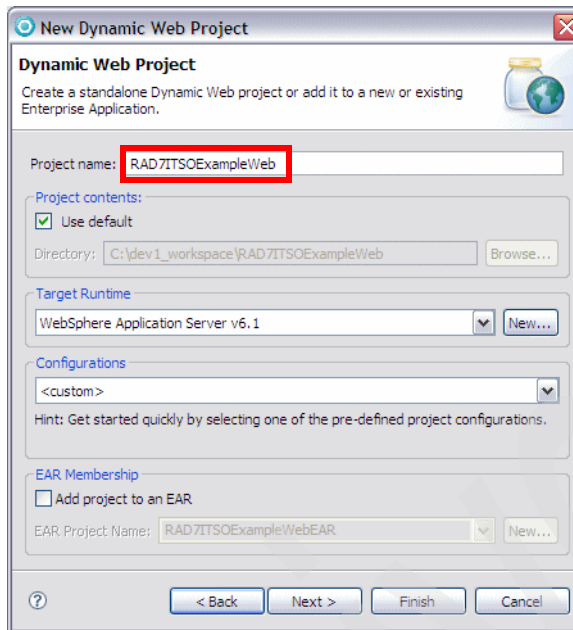 New Dynamic Web Project
Dynamic Web Project
Create a standalone Dynamic Web project or add it to a new or existing
Enterprise Application.
Project name: RAD7ITSOExampleWeb
Project contents:
Use default
Directory: C:\dev1_workspace\RAD7ITSOExampleWeb Browse...
Target Runtime
WebSphere Application Server v6.1 New...
Configurations
<custom>
Hint: Get started quickly by selecting one of the pre-defined project configurations.
EAR Membership
Add project to an EAR
EAR Project Name: RAD7ITSOExampleWebEAR New...
? < Back Next > Finish Cancel